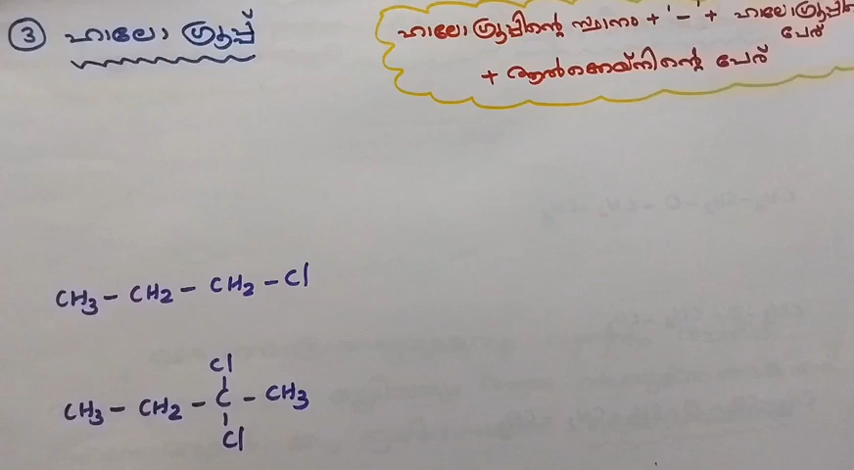 ③ ഹാലോ ഗ്രൂപ്പ്
ഹാലോ ഗ്രൂപ്പിന്റെ സ്ഥാനം + '-' + ഹാലോഗ്രൂപ്പിന്റെ
പേര്
+ ആൽക്കെയ്നിന്റെ പേര്
CH₃ – CH₂ – CH₂ – Cl
Cl
CH₃ – CH₂ – C – CH₃
Cl